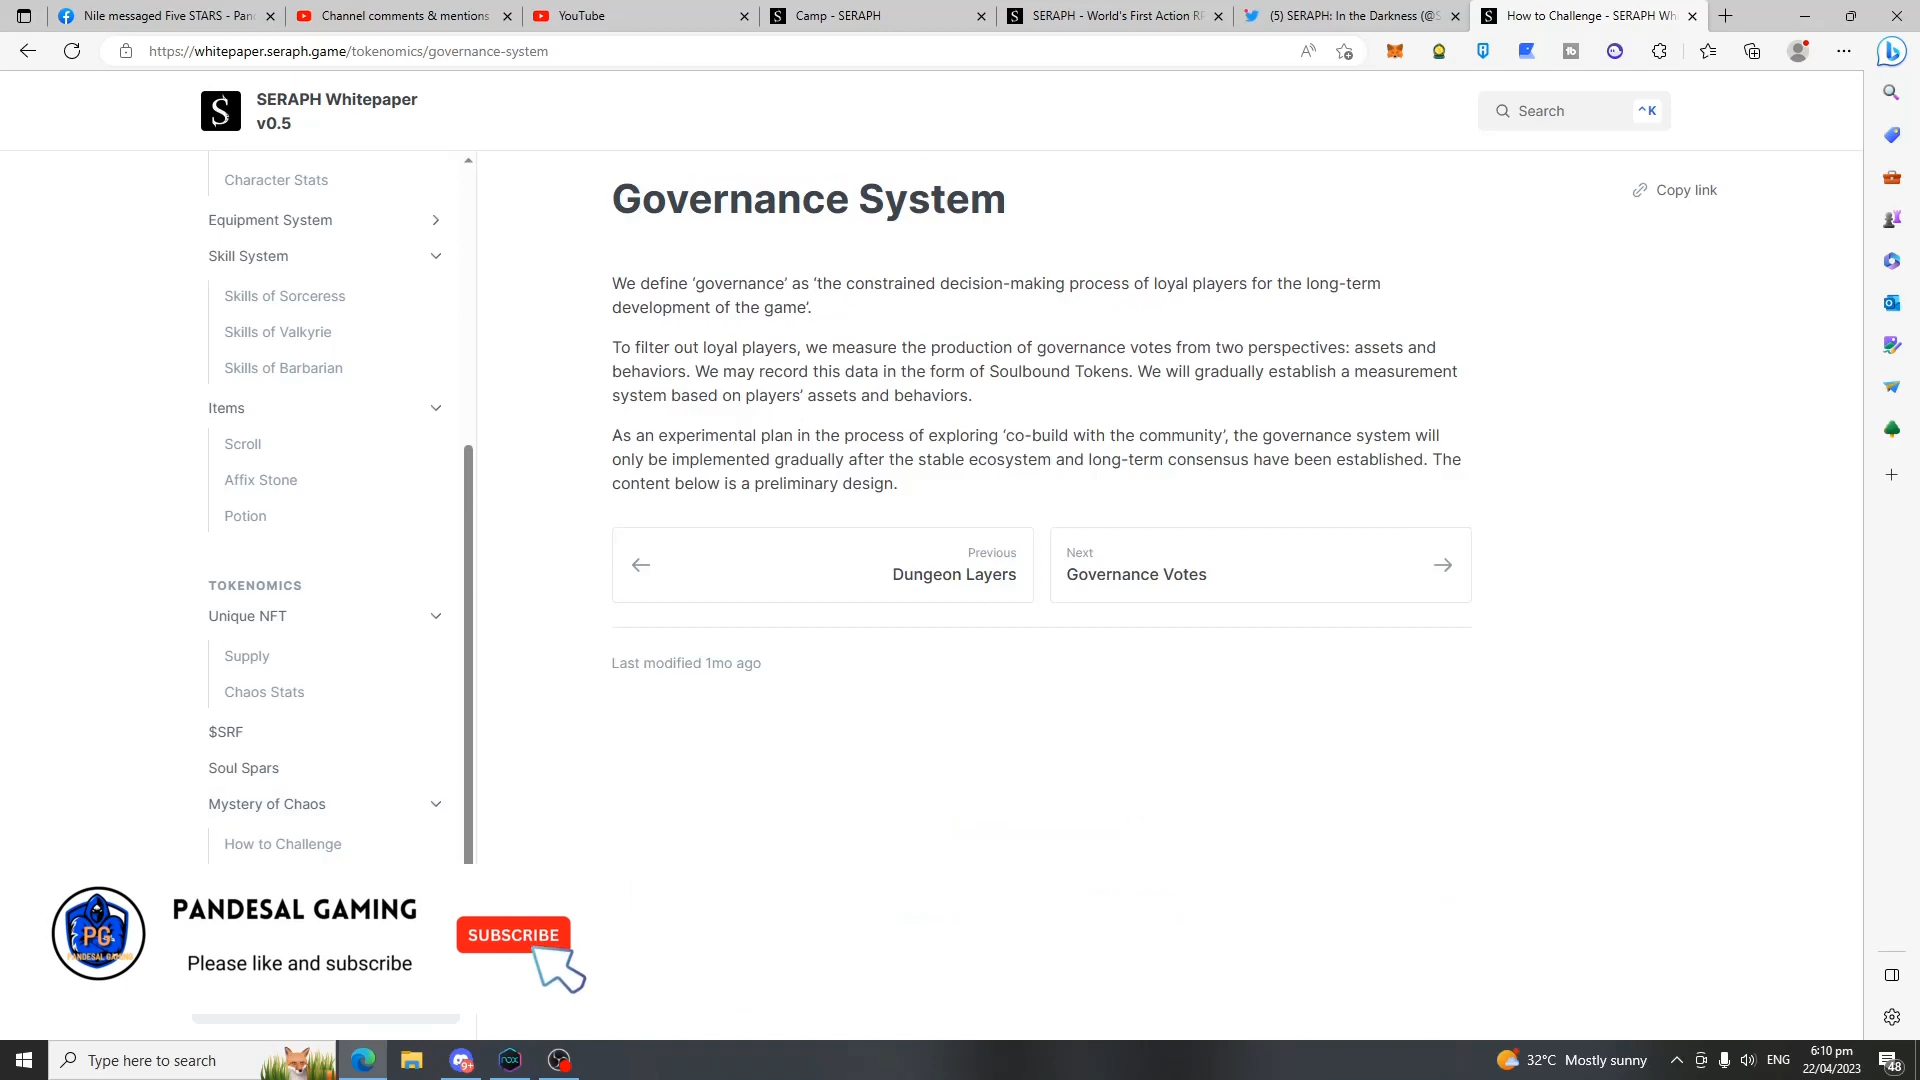 Nile messaged Five STARS - Pan
Channel comments & mentions
YouTube
Camp - SERAPH
SERAPH - World's First Action RP
(5) SERAPH: In the Darkness (@S
How to Challenge - SERAPH Wh
https://whitepaper.seraph.game/tokenomics/governance-system
SERAPH Whitepaper
v0.5
Search
^K
Character Stats
Equipment System
Skill System
Skills of Sorceress
Skills of Valkyrie
Skills of Barbarian
Items
Scroll
Affix Stone
Potion
TOKENOMICS
Unique NFT
Supply
Chaos Stats
$SRF
Soul Spars
Mystery of Chaos
How to Challenge
Governance System
Copy link
We define ‘governance’ as ‘the constrained decision-making process of loyal players for the long-term
development of the game’.
To filter out loyal players, we measure the production of governance votes from two perspectives: assets and
behaviors. We may record this data in the form of Soulbound Tokens. We will gradually establish a measurement
system based on players’ assets and behaviors.
As an experimental plan in the process of exploring ‘co-build with the community’, the governance system will
only be implemented gradually after the stable ecosystem and long-term consensus have been established. The
content below is a preliminary design.
Previous
Dungeon Layers
Next
Governance Votes
Last modified 1mo ago
PG
PANDESAL GAMING
PANDESAL GAMING
Please like and subscribe
SUBSCRIBE
Type here to search
9+
nox
32°C Mostly sunny
ENG
6:10 pm
22/04/2023
48